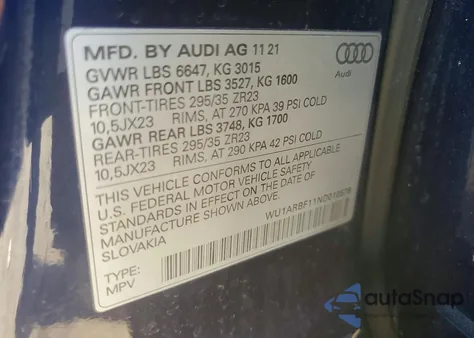 MFD. BY AUDI AG 11 21
GVWR LBS 6647, KG 3015
GAWR FRONT LBS 3527, KG 1600
FRONT-TIRES 295/35 ZR23
10,5JX23 RIMS, AT 270 KPA 39 PSI COLD
GAWR REAR LBS 3748, KG 1700
REAR-TIRES 295/35 ZR23
10,5JX23 RIMS, AT 290 KPA 42 PSI COLD
THIS VEHICLE CONFORMS TO ALL APPLICABLE
U.S. FEDERAL MOTOR VEHICLE SAFETY
STANDARDS IN EFFECT ON THE DATE OF
MANUFACTURE SHOWN ABOVE.
SLOVAKIA
TYPE:
MPV
Audi
autoSnap